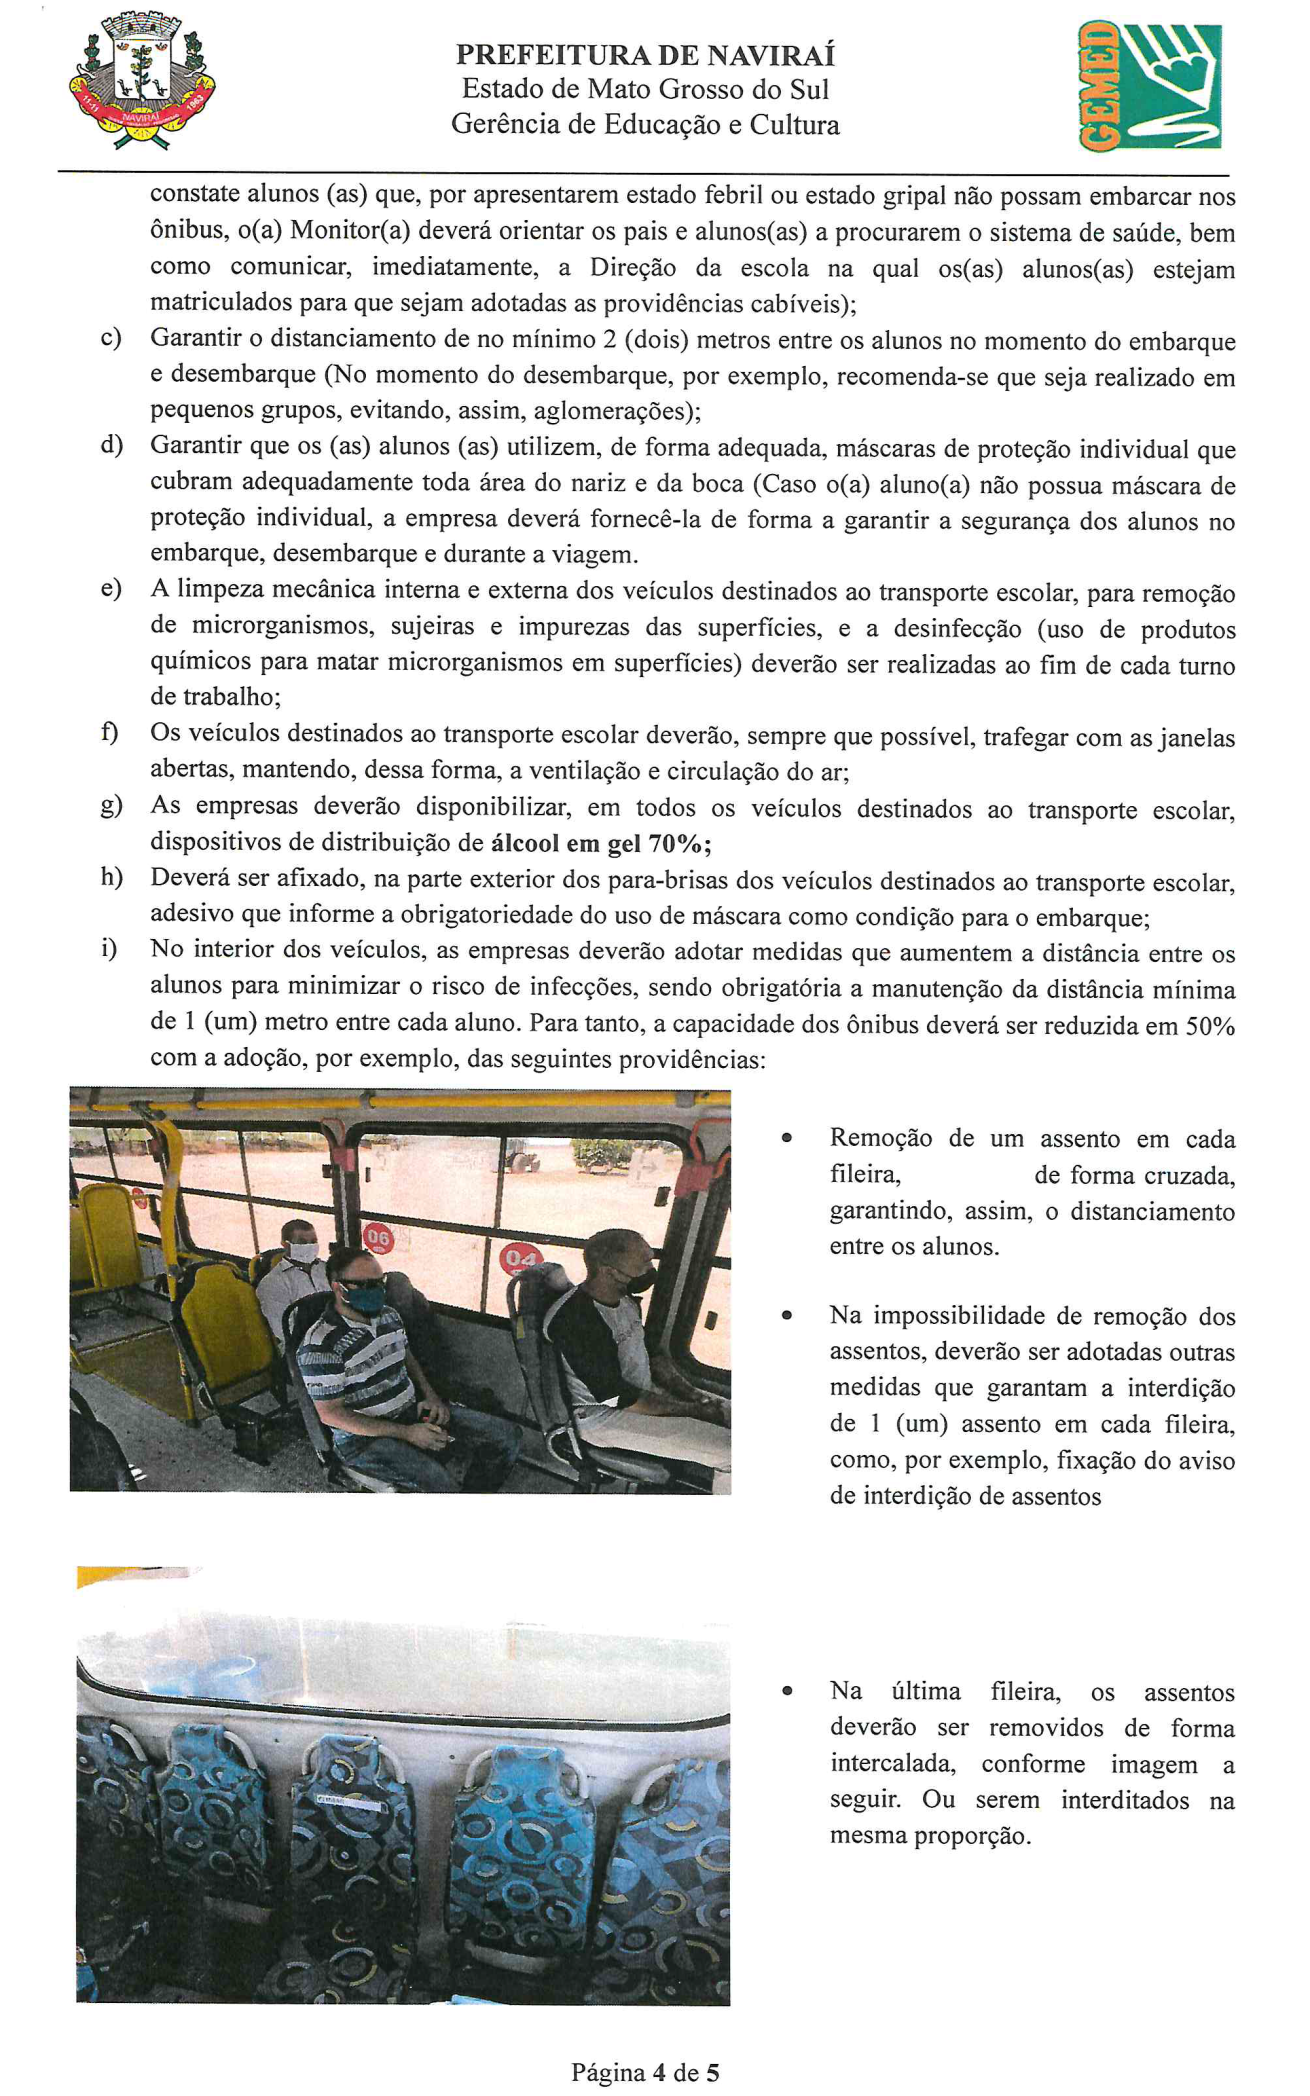 PREFEITURA DE NAVIRAÍ
Estado de Mato Grosso do Sul
Gerência de Educação e Cultura
11-11
NAVIRAÍ
1963
GEMED
constate alunos (as) que, por apresentarem estado febril ou estado gripal não possam embarcar nos
ônibus, o(a) Monitor(a) deverá orientar os pais e alunos(as) a procurarem o sistema de saúde, bem
como comunicar, imediatamente, a Direção da escola na qual os(as) alunos(as) estejam
matriculados para que sejam adotadas as providências cabíveis);
c) Garantir o distanciamento de no mínimo 2 (dois) metros entre os alunos no momento do embarque
e desembarque (No momento do desembarque, por exemplo, recomenda-se que seja realizado em
pequenos grupos, evitando, assim, aglomerações);
d) Garantir que os (as) alunos (as) utilizem, de forma adequada, máscaras de proteção individual que
cubram adequadamente toda área do nariz e da boca (Caso o(a) aluno(a) não possua máscara de
proteção individual, a empresa deverá fornecê-la de forma a garantir a segurança dos alunos no
embarque, desembarque e durante a viagem.
e) A limpeza mecânica interna e externa dos veículos destinados ao transporte escolar, para remoção
de microrganismos, sujeiras e impurezas das superfícies, e a desinfecção (uso de produtos
químicos para matar microrganismos em superfícies) deverão ser realizadas ao fim de cada turno
de trabalho;
f) Os veículos destinados ao transporte escolar deverão, sempre que possível, trafegar com as janelas
abertas, mantendo, dessa forma, a ventilação e circulação do ar;
g) As empresas deverão disponibilizar, em todos os veículos destinados ao transporte escolar,
dispositivos de distribuição de álcool em gel 70%;
h) Deverá ser afixado, na parte exterior dos para-brisas dos veículos destinados ao transporte escolar,
adesivo que informe a obrigatoriedade do uso de máscara como condição para o embarque;
i) No interior dos veículos, as empresas deverão adotar medidas que aumentem a distância entre os
alunos para minimizar o risco de infecções, sendo obrigatória a manutenção da distância mínima
de 1 (um) metro entre cada aluno. Para tanto, a capacidade dos ônibus deverá ser reduzida em 50%
com a adoção, por exemplo, das seguintes providências:
06
04
• Remoção de um assento em cada
fileira, de forma cruzada,
garantindo, assim, o distanciamento
entre os alunos.
• Na impossibilidade de remoção dos
assentos, deverão ser adotadas outras
medidas que garantam a interdição
de 1 (um) assento em cada fileira,
como, por exemplo, fixação do aviso
de interdição de assentos
• Na última fileira, os assentos
deverão ser removidos de forma
intercalada, conforme imagem a
seguir. Ou serem interditados na
mesma proporção.
Página 4 de 5